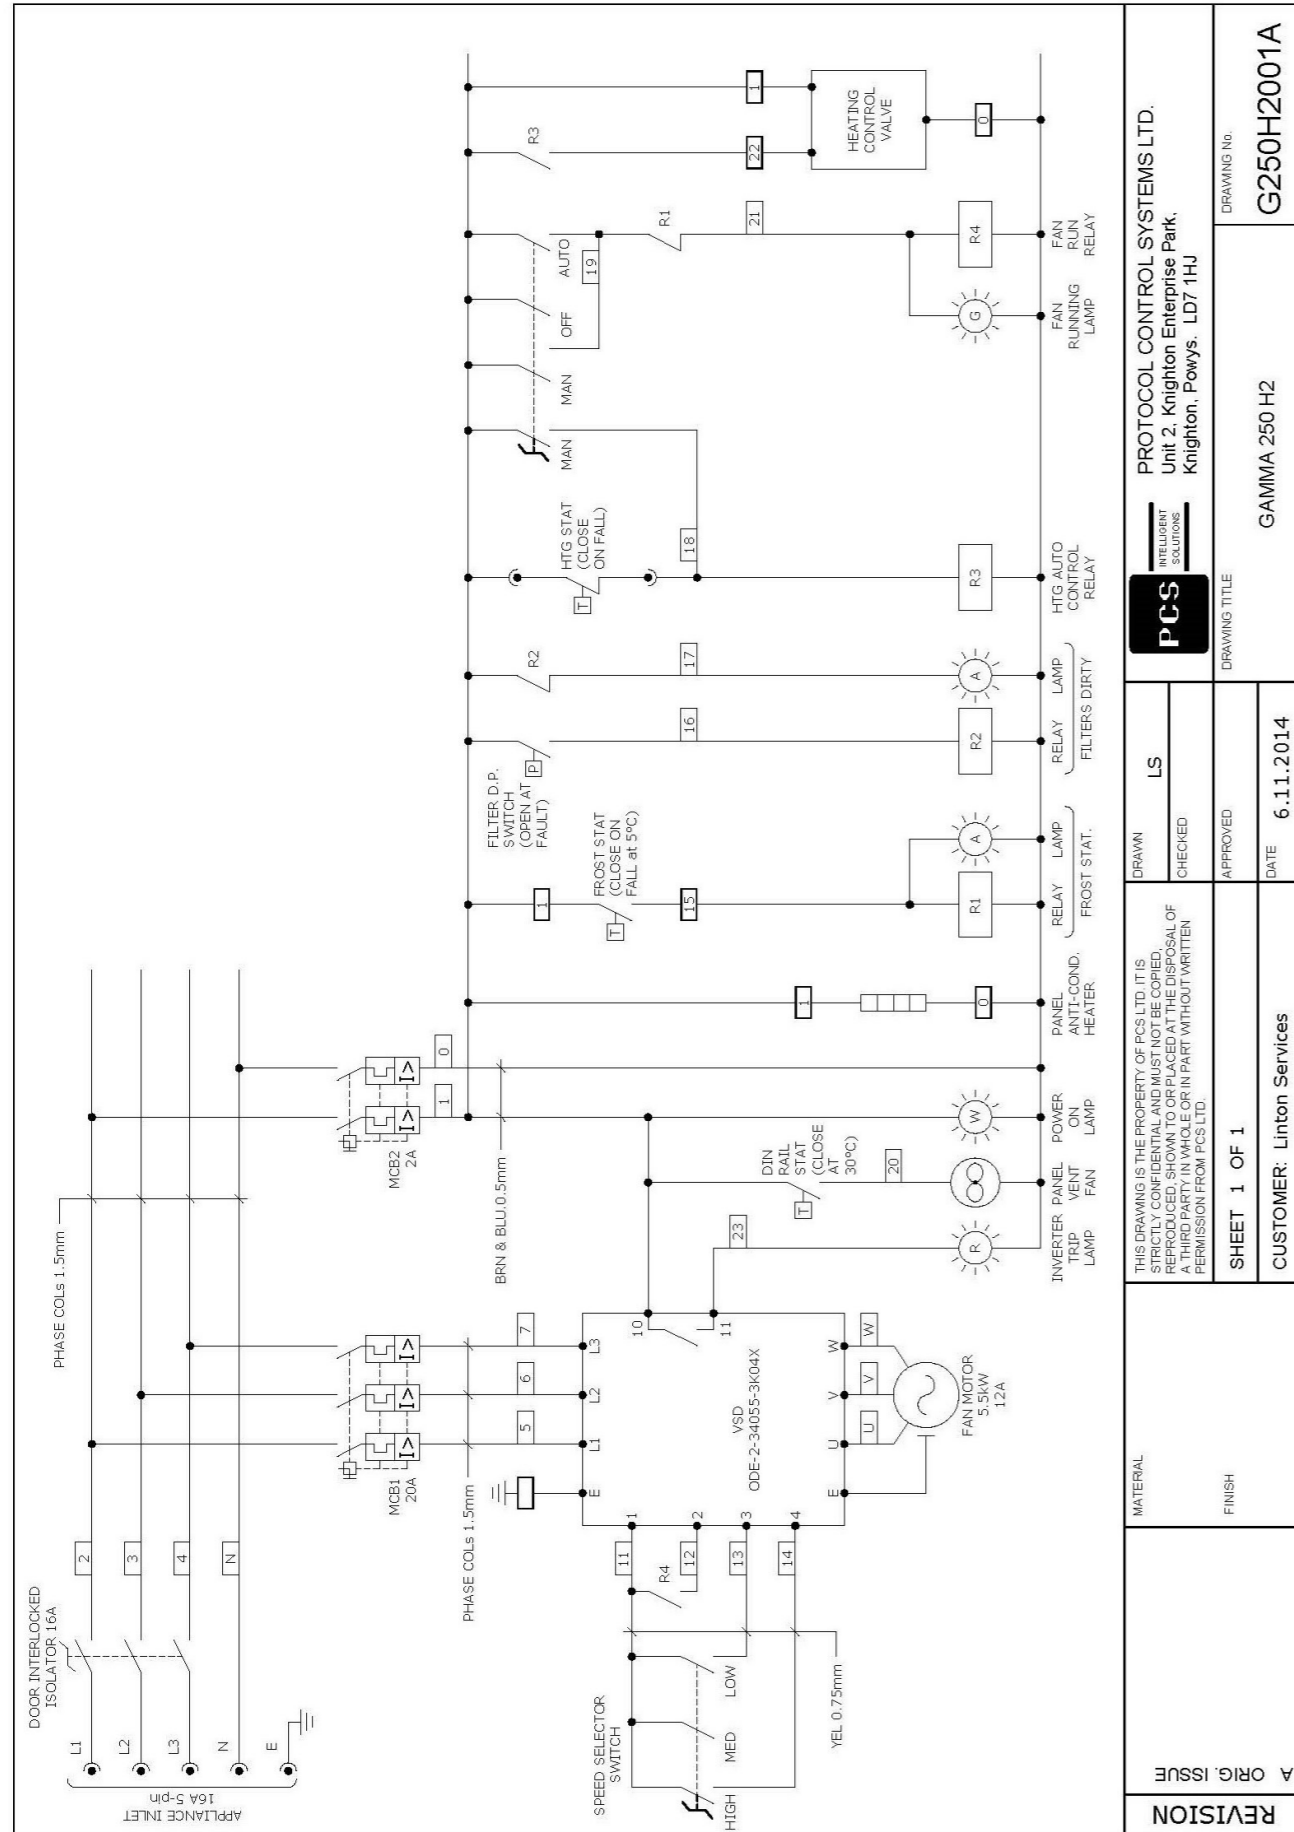 APPLIANCE INLET
16A 5-pin
L1
L2
L3
N
E
DOOR INTERLOCKED
ISOLATOR 16A
2
3
4
N
PHASE COLs 1.5mm
MCB1
20A
MCB2
2A
1
0
BRN & BLU.0.5mm
PHASE COLs 1.5mm
5
6
7
E
L1
L2
L3
VSD
ODE-2-34055-3K04X
10
11
1
2
3
4
E
U
V
W
U
V
W
FAN MOTOR
5.5kW
12A
SPEED SELECTOR
SWITCH
HIGH
MED
LOW
R4
11
12
13
14
YEL 0.75mm
23
R
INVERTER
TRIP
LAMP
DIN
RAIL
STAT
(CLOSE
AT
30ºC)
T
20
PANEL
VENT
FAN
W
POWER
ON
LAMP
1
0
PANEL
ANTI-COND.
HEATER
1
FROST STAT
(CLOSE ON
FALL at 5ºC)
T
15
R1
A
RELAY LAMP
FROST STAT.
FILTER D.P.
SWITCH
(OPEN AT
FAULT)
P
16
R2
R2
17
A
RELAY LAMP
FILTERS DIRTY
HTG STAT
(CLOSE
ON FALL)
T
18
R3
HTG AUTO
CONTROL
RELAY
MAN
MAN
OFF
AUTO
19
R1
21
G
R4
FAN
RUNNING
LAMP
FAN
RUN
RELAY
R3
22
1
HEATING
CONTROL
VALVE
0
REVISION
A ORIG. ISSUE
MATERIAL
FINISH
THIS DRAWING IS THE PROPERTY OF PCS LTD. IT IS
STRICTLY CONFIDENTIAL AND MUST NOT BE COPIED,
REPRODUCED, SHOWN TO OR PLACED AT THE DISPOSAL OF
A THIRD PARTY IN WHOLE OR IN PART WITHOUT WRITTEN
PERMISSION FROM PCS LTD.
SHEET 1 OF 1
CUSTOMER: Linton Services
DRAWN
LS
CHECKED
APPROVED
DATE
6.11.2014
PCS
INTELLIGENT
SOLUTIONS
PROTOCOL CONTROL SYSTEMS LTD.
Unit 2, Knighton Enterprise Park,
Knighton, Powys. LD7 1HJ
DRAWING TITLE
GAMMA 250 H2
DRAWING No.
G250H2001A